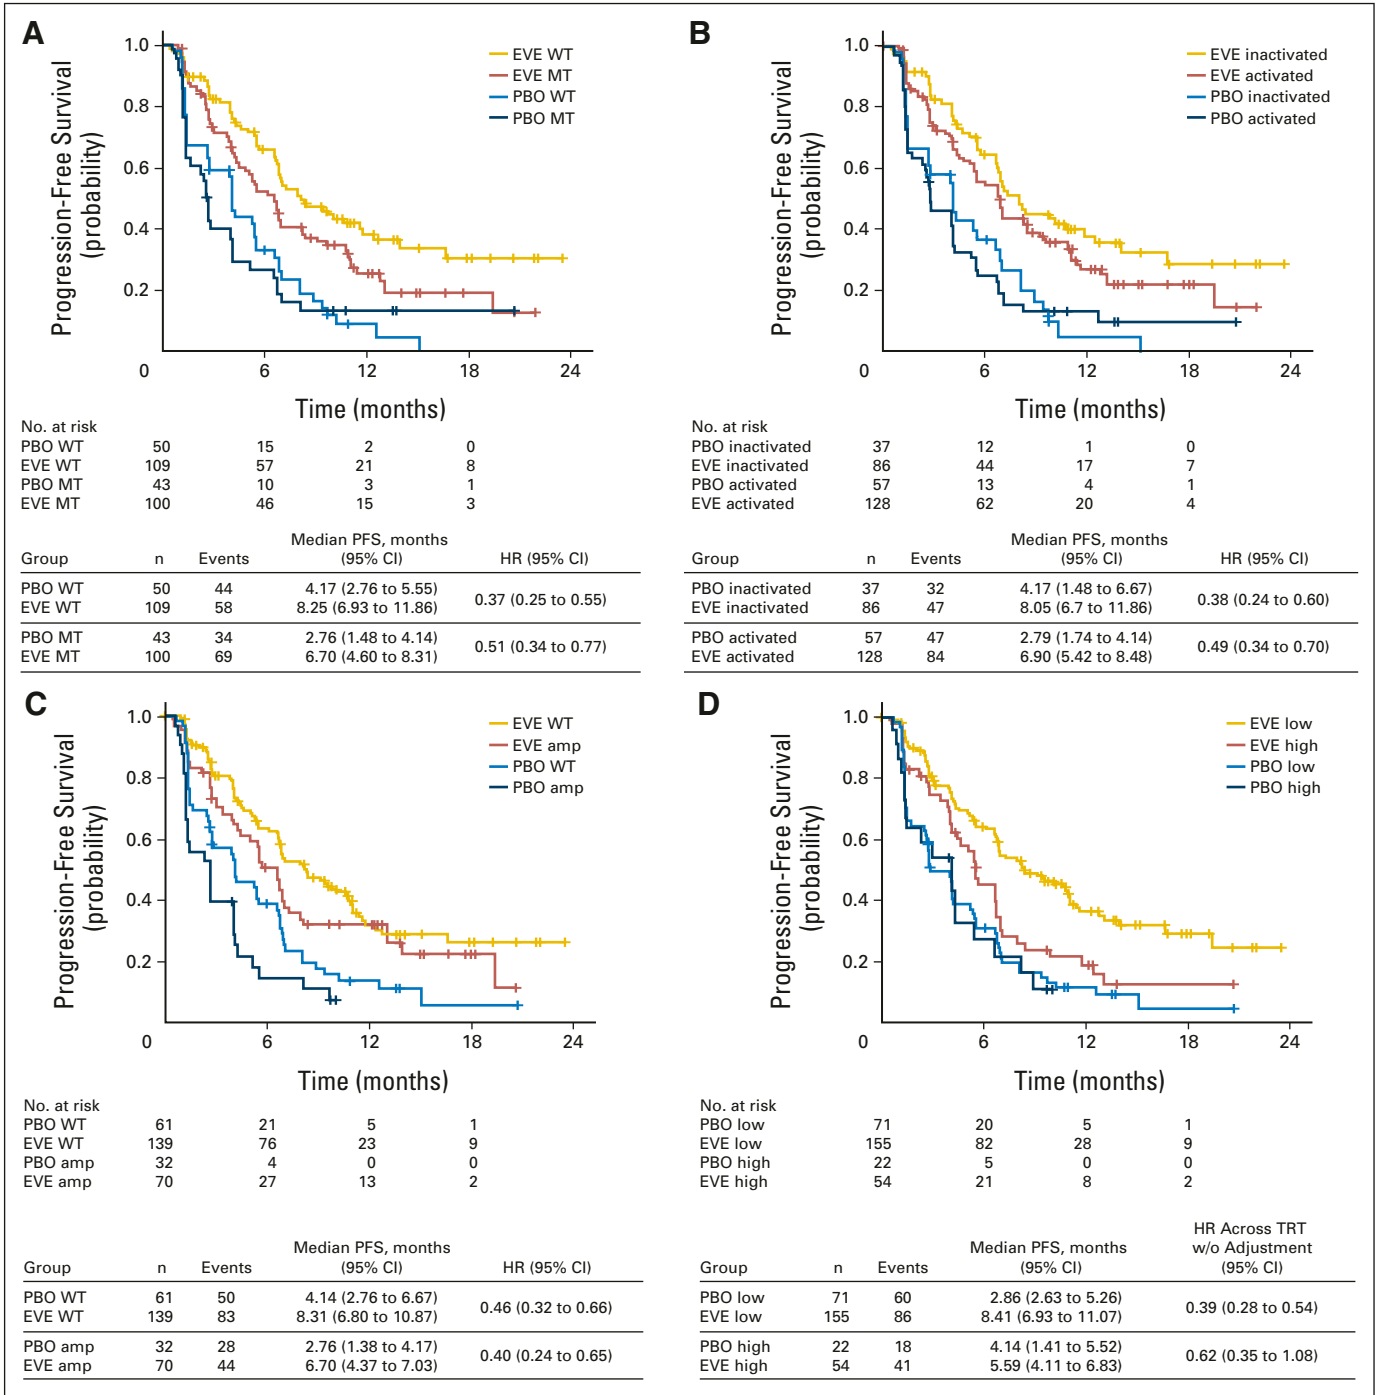 A
Progression-Free Survival
(probability)
1.0
0.8
0.6
0.4
0.2
0
6
12
18
24
Time (months)
EVE WT
EVE MT
PBO WT
PBO MT
No. at risk
PBO WT 50 15 2 0
EVE WT 109 57 21 8
PBO MT 43 10 3 1
EVE MT 100 46 15 3
Median PFS, months
Group n Events (95% CI) HR (95% CI)
PBO WT 50 44 4.17 (2.76 to 5.55)
0.37 (0.25 to 0.55)
EVE WT 109 58 8.25 (6.93 to 11.86)
PBO MT 43 34 2.76 (1.48 to 4.14)
0.51 (0.34 to 0.77)
EVE MT 100 69 6.70 (4.60 to 8.31)
B
Progression-Free Survival
(probability)
1.0
0.8
0.6
0.4
0.2
0
6
12
18
24
Time (months)
EVE inactivated
EVE activated
PBO inactivated
PBO activated
No. at risk
PBO inactivated 37 12 1 0
EVE inactivated 86 44 17 7
PBO activated 57 13 4 1
EVE activated 128 62 20 4
Median PFS, months
Group n Events (95% CI) HR (95% CI)
PBO inactivated 37 32 4.17 (1.48 to 6.67)
0.38 (0.24 to 0.60)
EVE inactivated 86 47 8.05 (6.7 to 11.86)
PBO activated 57 47 2.79 (1.74 to 4.14)
0.49 (0.34 to 0.70)
EVE activated 128 84 6.90 (5.42 to 8.48)
C
Progression-Free Survival
(probability)
1.0
0.8
0.6
0.4
0.2
0
6
12
18
24
Time (months)
EVE WT
EVE amp
PBO WT
PBO amp
No. at risk
PBO WT 61 21 5 1
EVE WT 139 76 23 9
PBO amp 32 4 0 0
EVE amp 70 27 13 2
Median PFS, months
Group n Events (95% CI) HR (95% CI)
PBO WT 61 50 4.14 (2.76 to 6.67)
0.46 (0.32 to 0.66)
EVE WT 139 83 8.31 (6.80 to 10.87)
PBO amp 32 28 2.76 (1.38 to 4.17)
0.40 (0.24 to 0.65)
EVE amp 70 44 6.70 (4.37 to 7.03)
D
Progression-Free Survival
(probability)
1.0
0.8
0.6
0.4
0.2
0
6
12
18
24
Time (months)
EVE low
EVE high
PBO low
PBO high
No. at risk
PBO low 71 20 5 1
EVE low 155 82 28 9
PBO high 22 5 0 0
EVE high 54 21 8 2
HR Across TRT
Median PFS, months w/o Adjustment
Group n Events (95% CI) (95% CI)
PBO low 71 60 2.86 (2.63 to 5.26)
0.39 (0.28 to 0.54)
EVE low 155 86 8.41 (6.93 to 11.07)
PBO high 22 18 4.14 (1.41 to 5.52)
0.62 (0.35 to 1.08)
EVE high 54 41 5.59 (4.11 to 6.83)